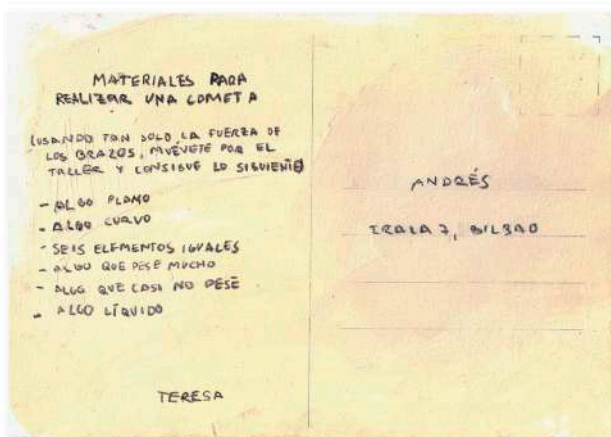 MATERIALES PARA
REALIZAR UNA COMETA
(USANDO TAN SOLO LA FUERZA DE
LOS BRAZOS, MUÉVETE POR EL
TALLER Y CONSIGUE LO SIGUIENTE)
- ALGO PLANO
- ALGO CURVO
- SEIS ELEMENTOS IGUALES
- ALGO QUE PESE MUCHO
- ALGO QUE CASI NO PESE
- ALGO LÍQUIDO
TERESA
ANDRÉS
IRALA 7, BILBAO